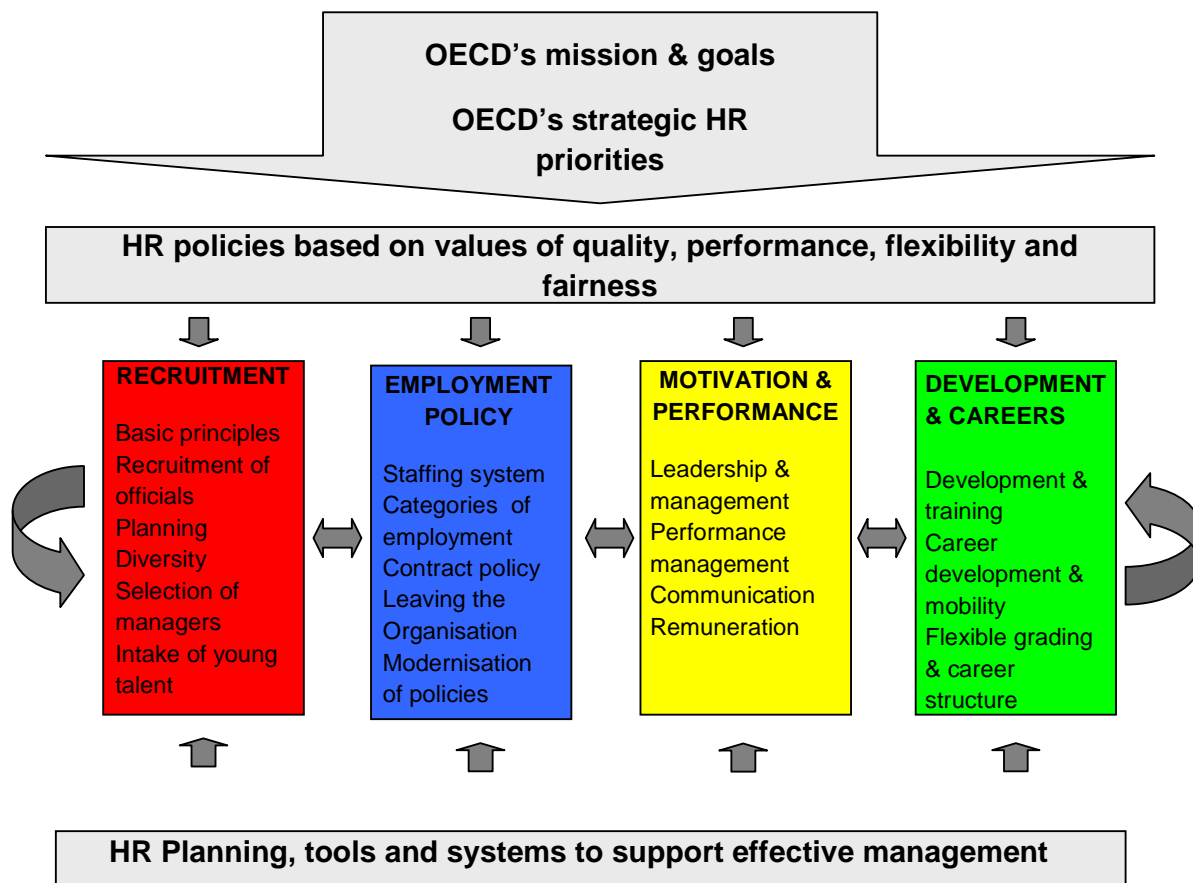 OECD's mission & goals
OECD's strategic HR
priorities
HR policies based on values of quality, performance, flexibility and
fairness
RECRUITMENT
Basic principles
Recruitment of
officials
Planning
Diversity
Selection of
managers
Intake of young
talent
EMPLOYMENT
POLICY
Staffing system
Categories of
employment
Contract policy
Leaving the
Organisation
Modernisation
of policies
MOTIVATION &
PERFORMANCE
Leadership &
management
Performance
management
Communication
Remuneration
DEVELOPMENT
& CAREERS
Development &
training
Career
development &
mobility
Flexible grading
& career
structure
HR Planning, tools and systems to support effective management